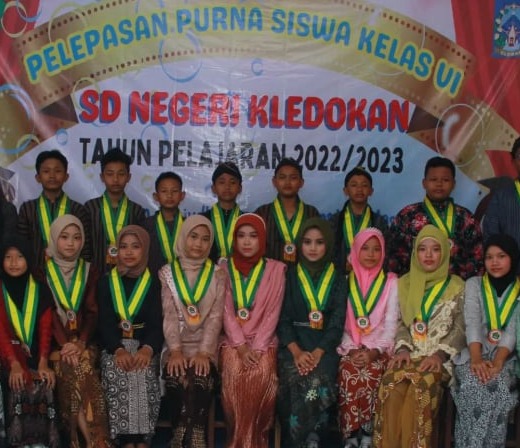 PELEPASAN PURNA SISWA KELAS VI
SD NEGERI KLEDOKAN
TAHUN PELAJARAN 2022/2023